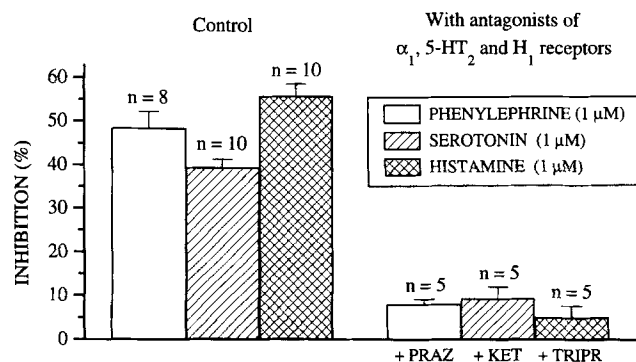 Control
With antagonists of
α1, 5-HT2 and H1 receptors
n = 8
n = 10
n = 10
PHENYLEPHRINE (1 μM)
SEROTONIN (1 μM)
HISTAMINE (1 μM)
INHIBITION (%)
60
50
40
30
20
10
0
n = 5
n = 5
n = 5
+ PRAZ
+ KET
+ TRIPR